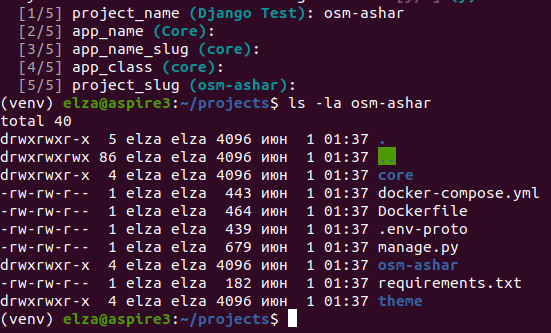 [1/5] project_name (Django Test): osm-ashar
[2/5] app_name (Core):
[3/5] app_name_slug (core):
[4/5] app_class (core):
[5/5] project_slug (osm-ashar):
(venv) elza@aspire3:~/projects$ ls -la osm-ashar
total 40
drwxrwxr-x  5 elza elza 4096 июн  1 01:37 .
drwxrwxrwx 86 elza elza 4096 июн  1 01:37 ..
drwxrwxr-x  4 elza elza 4096 июн  1 01:37 core
-rw-rw-r--  1 elza elza  443 июн  1 01:37 docker-compose.yml
-rw-rw-r--  1 elza elza  464 июн  1 01:37 Dockerfile
-rw-rw-r--  1 elza elza  439 июн  1 01:37 .env-proto
-rw-rw-r--  1 elza elza  679 июн  1 01:37 manage.py
drwxrwxr-x  4 elza elza 4096 июн  1 01:37 osm-ashar
-rw-rw-r--  1 elza elza  182 июн  1 01:37 requirements.txt
drwxrwxr-x  4 elza elza 4096 июн  1 01:37 theme
(venv) elza@aspire3:~/projects$